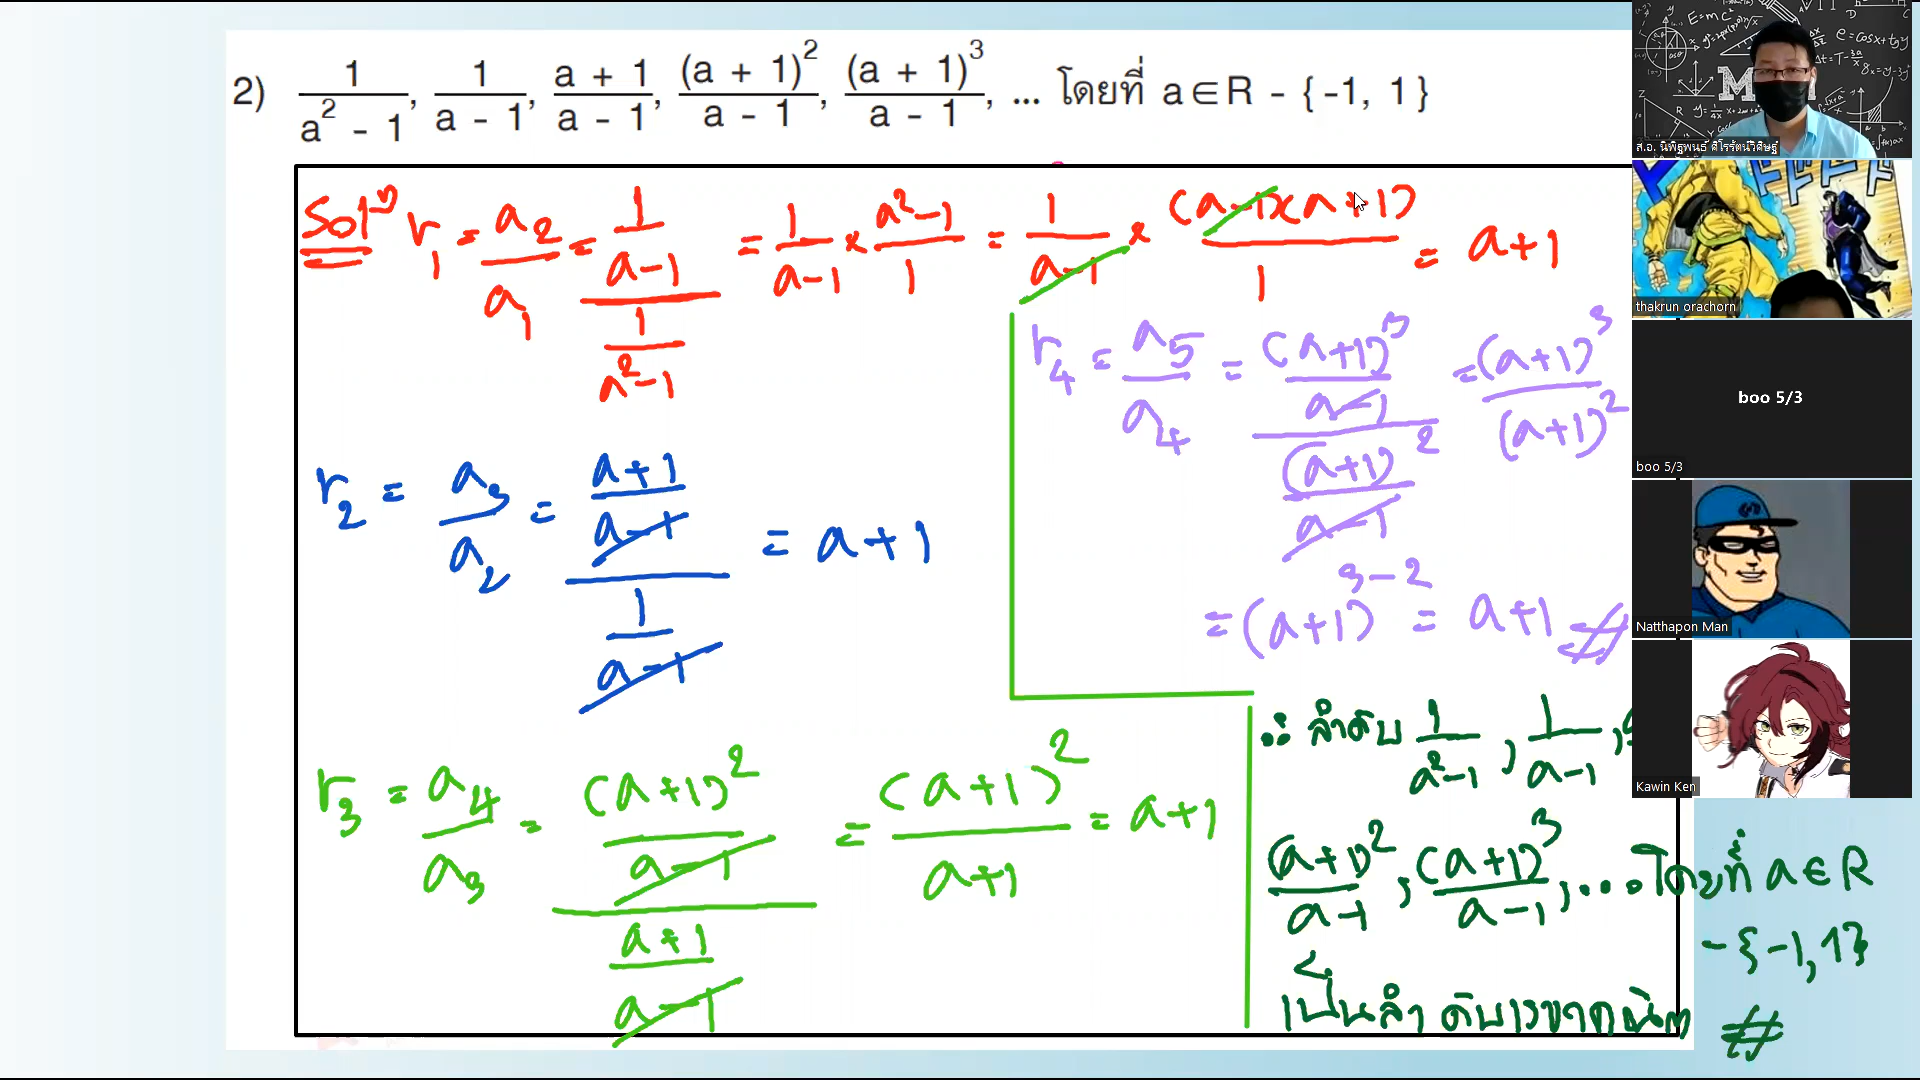 2) 1/(a² - 1), 1/(a - 1), (a + 1)/(a - 1), (a + 1)²/(a - 1), (a + 1)³/(a - 1), ... โดยที่ a∈R - {-1, 1}
Solⁿ r₁ = a₂/a₁ = (1/(a-1))/(1/(a²-1)) = 1/(a-1) × (a²-1)/1 = 1/(a-1) × (a-1)(a+1)/1 = a+1
r₂ = a₃/a₂ = ((a+1)/(a-1))/(1/(a-1)) = a+1
r₃ = a₄/a₃ = ((a+1)²/(a-1))/((a+1)/(a-1)) = (a+1)²/(a+1) = a+1
r₄ = a₅/a₄ = ((a+1)³/(a-1))/((a+1)²/(a-1)) = (a+1)³/(a+1)²
= (a+1)³⁻² = a+1 #
∴ ลำดับ 1/(a²-1), 1/(a-1),
(a+1)²/(a-1), (a+1)³/(a-1), ... โดยที่ a∈R
- {-1, 1}
เป็นลำดับเรขาคณิต #
E=mc²
ส.อ. นิพิฐพนธ์ ศิโรรัตน์วิศิษฐ์
thakrun orachorn
boo 5/3
boo 5/3
Natthapon Man
Kawin Ken